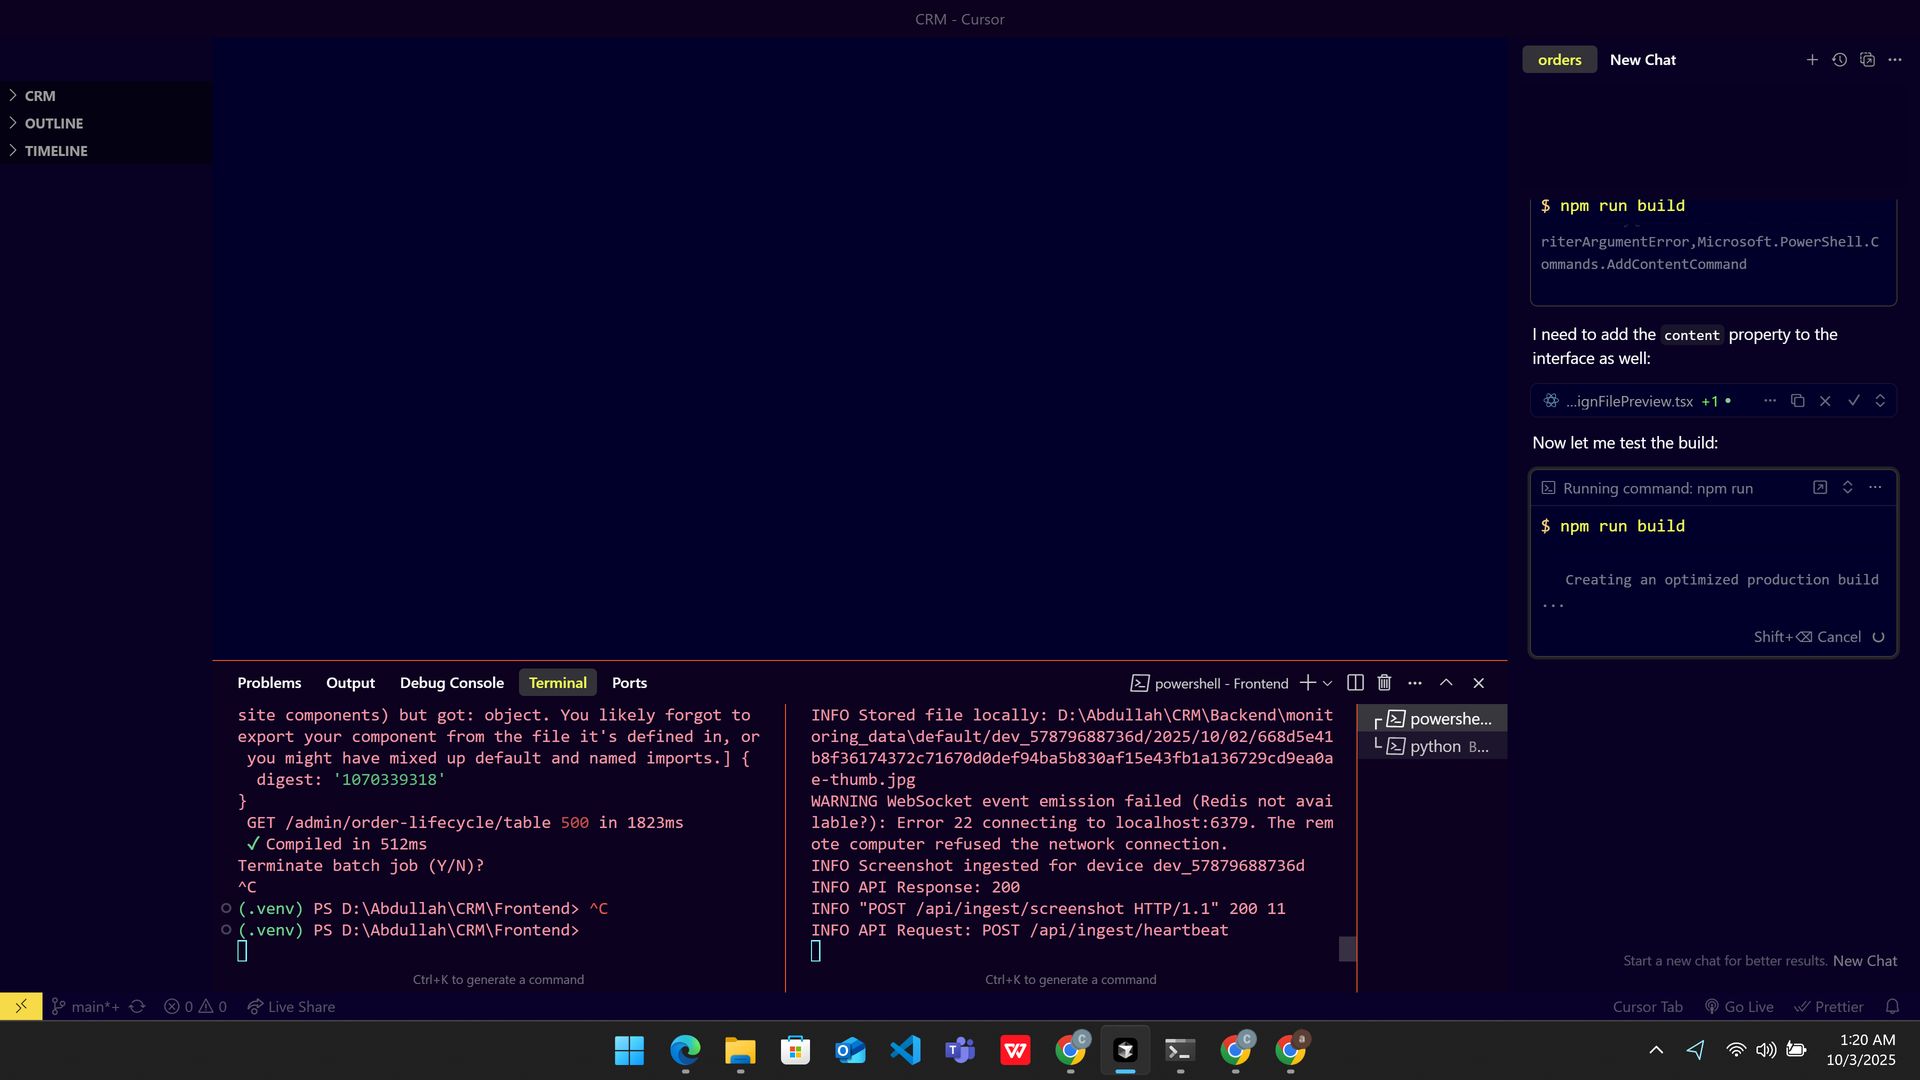 CRM - Cursor
CRM
OUTLINE
TIMELINE
orders New Chat
$ npm run build
riterArgumentError,Microsoft.PowerShell.C
ommands.AddContentCommand
I need to add the content property to the
interface as well:
...ignFilePreview.tsx +1 •
Now let me test the build:
Running command: npm run
$ npm run build
Creating an optimized production build
...
Shift+⌫ Cancel
Problems Output Debug Console Terminal Ports
powershell - Frontend
site components) but got: object. You likely forgot to
export your component from the file it's defined in, or
you might have mixed up default and named imports.] {
digest: '1070339318'
}
GET /admin/order-lifecycle/table 500 in 1823ms
✓ Compiled in 512ms
Terminate batch job (Y/N)?
^C
(.venv) PS D:\Abdullah\CRM\Frontend> ^C
(.venv) PS D:\Abdullah\CRM\Frontend>
Ctrl+K to generate a command
INFO Stored file locally: D:\Abdullah\CRM\Backend\monit
oring_data\default/dev_57879688736d/2025/10/02/668d5e41
b8f36174372c71670d0def94ba5b830af15e43fb1a136729cd9ea0a
e-thumb.jpg
WARNING WebSocket event emission failed (Redis not avai
lable?): Error 22 connecting to localhost:6379. The rem
ote computer refused the network connection.
INFO Screenshot ingested for device dev_57879688736d
INFO API Response: 200
INFO "POST /api/ingest/screenshot HTTP/1.1" 200 11
INFO API Request: POST /api/ingest/heartbeat
Ctrl+K to generate a command
powershe...
python B...
Start a new chat for better results. New Chat
main*+ 0 0 Live Share
Cursor Tab Go Live Prettier
1:20 AM
10/3/2025